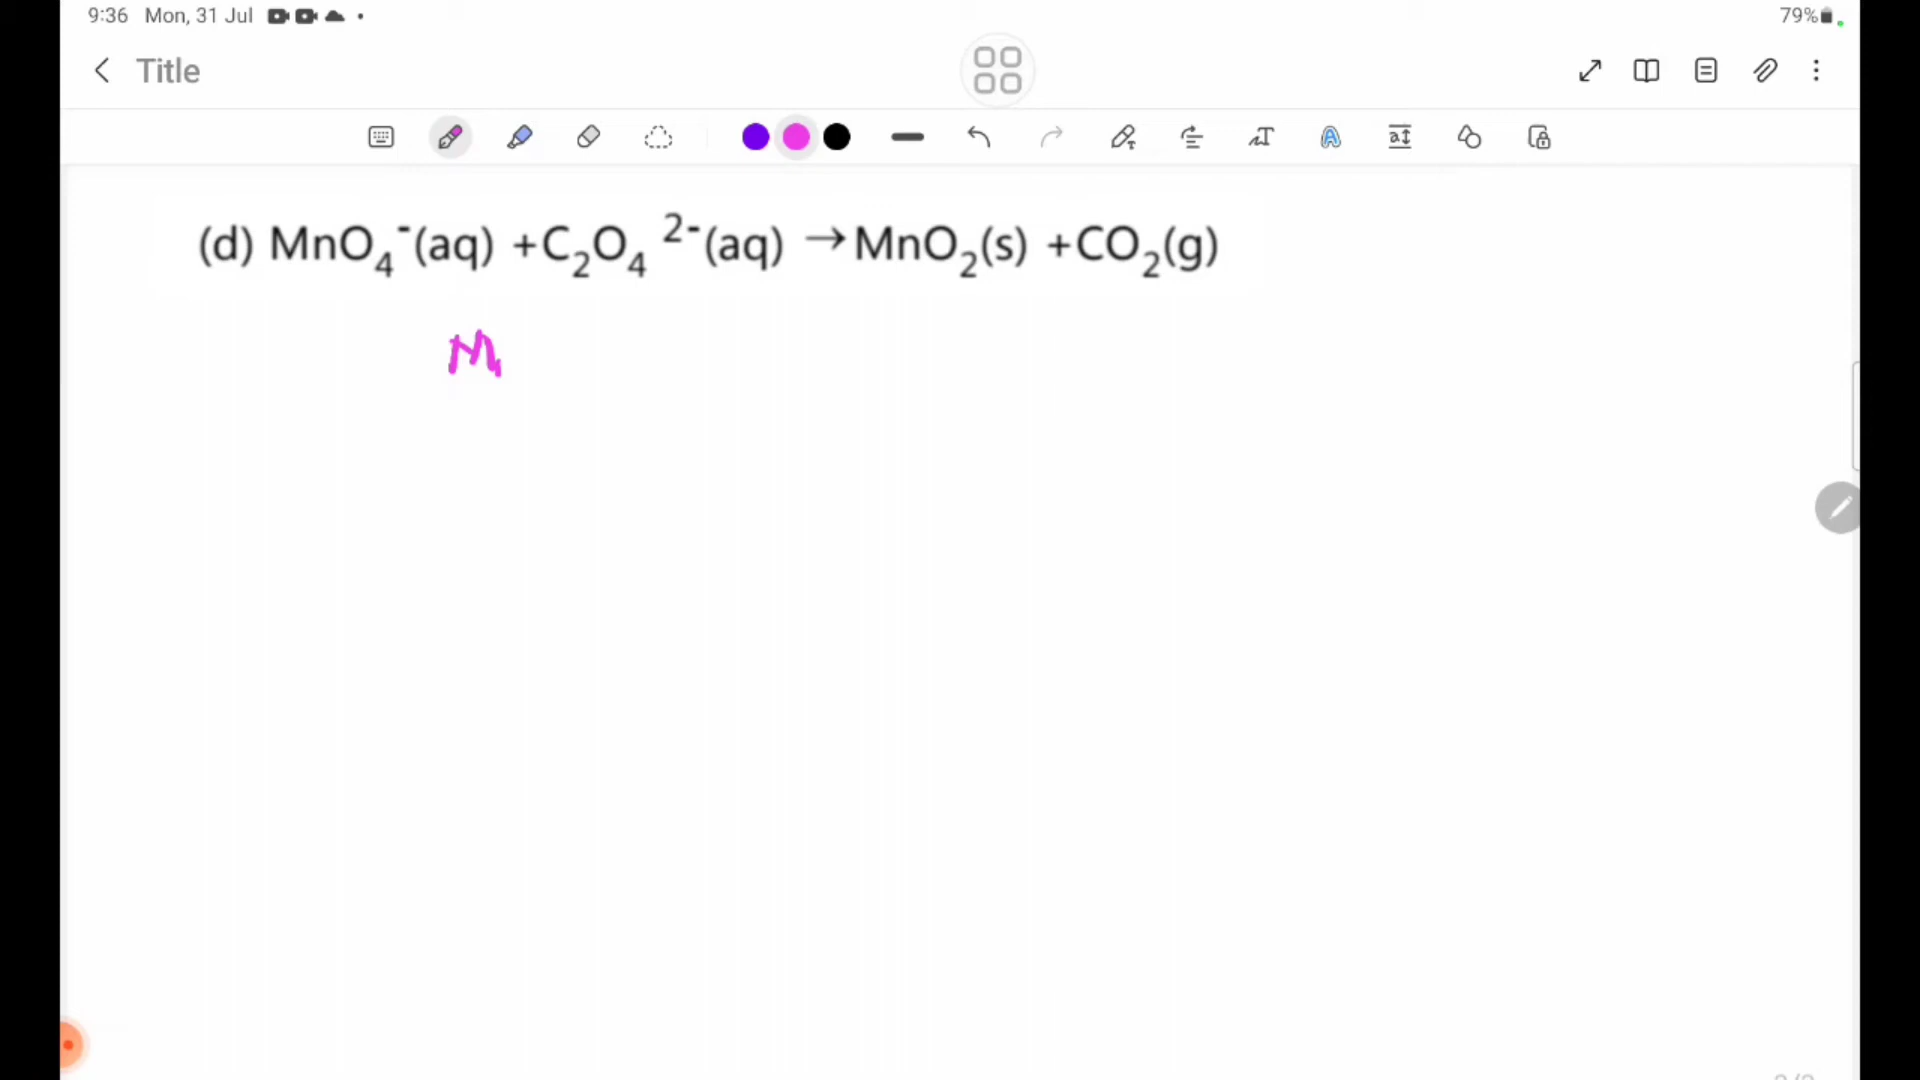 9:36 Mon, 31 Jul 79%
Title
(d) MnO₄⁻(aq) +C₂O₄ ²⁻(aq) →MnO₂(s) +CO₂(g)
M